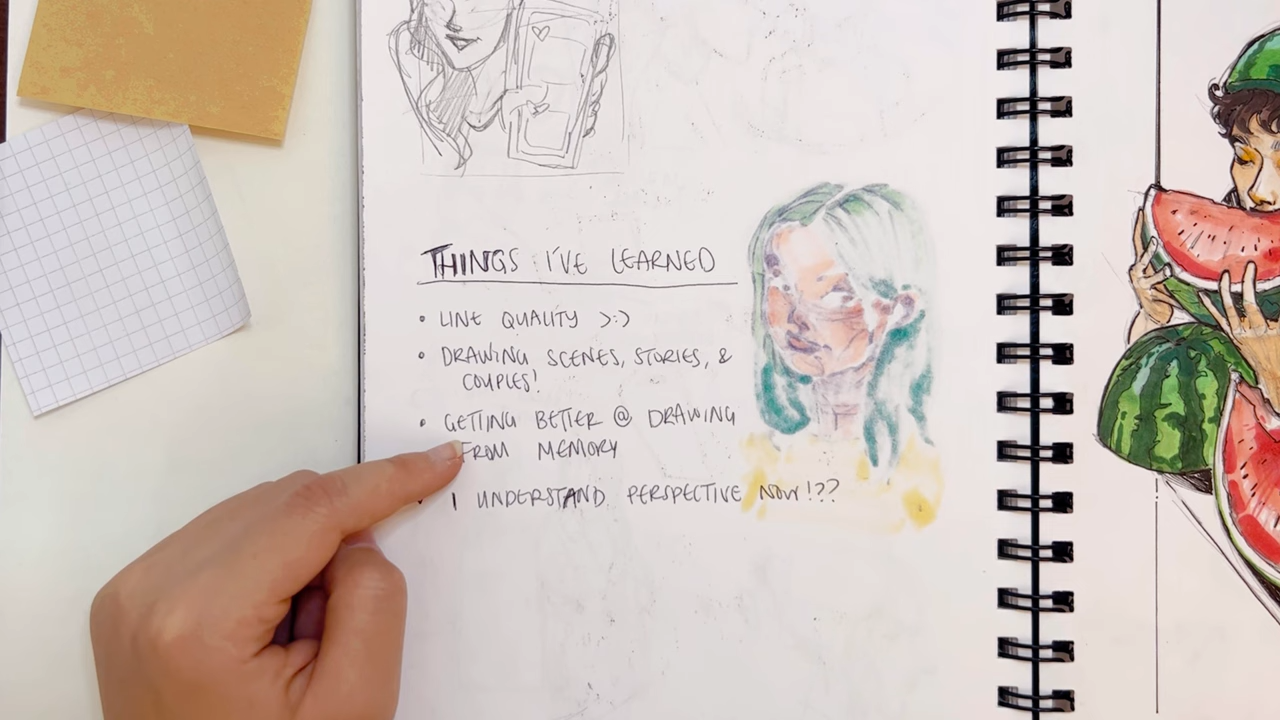 THINGS I'VE LEARNED
• LINE QUALITY >:)
• DRAWING SCENES, STORIES, &
COUPLES!
• GETTING BETTER @ DRAWING
FROM MEMORY
• I UNDERSTAND PERSPECTIVE NOW!??